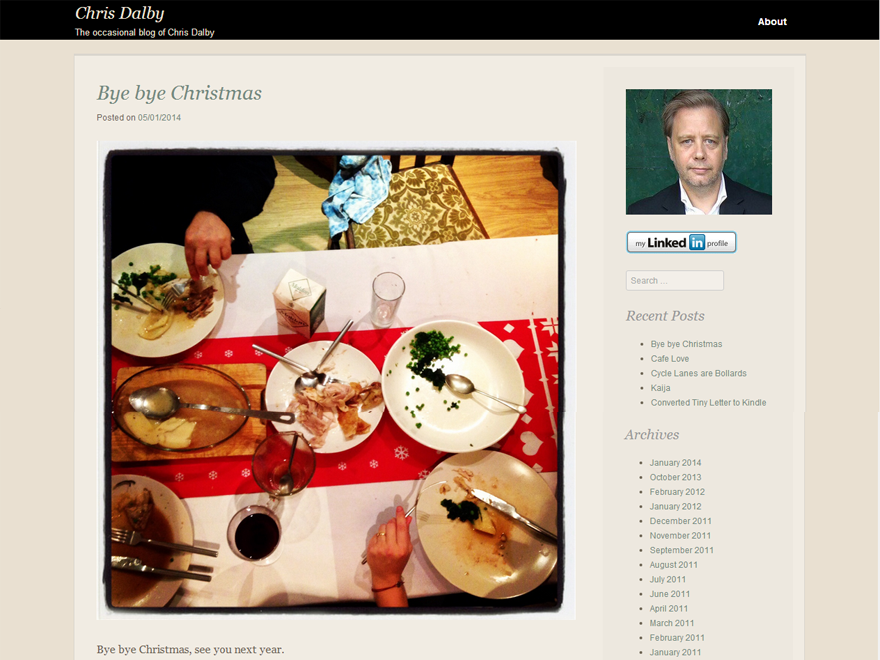 Chris Dalby
The occasional blog of Chris Dalby
About
Bye bye Christmas
Posted on 05/01/2014
Bye bye Christmas, see you next year.
my Linked in profile
Search ...
Recent Posts
Bye bye Christmas
Cafe Love
Cycle Lanes are Bollards
Kaija
Converted Tiny Letter to Kindle
Archives
January 2014
October 2013
February 2012
January 2012
December 2011
November 2011
September 2011
August 2011
July 2011
June 2011
April 2011
March 2011
February 2011
January 2011